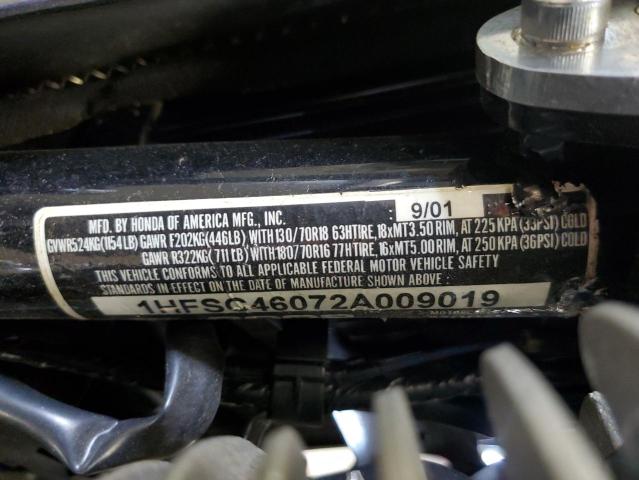 9/01
MFD. BY HONDA OF AMERICA MFG., INC.
GVWR524KG(1154LB) GAWR F202KG(446LB) WITH 130/70R18 63HTIRE, 18xMT3.50 RIM, AT 225 KPA (33PSI) COLD
GAWR R322KG(711LB) WITH 180/70R16 77H TIRE, 16xMT5.00 RIM, AT 250 KPA (36PSI) COLD
THIS VEHICLE CONFORMS TO ALL APPLICABLE FEDERAL MOTOR VEHICLE SAFETY
STANDARDS IN EFFECT ON THE DATE OF MANUFACTURE SHOWN ABOVE.
1HFSC46072A009019